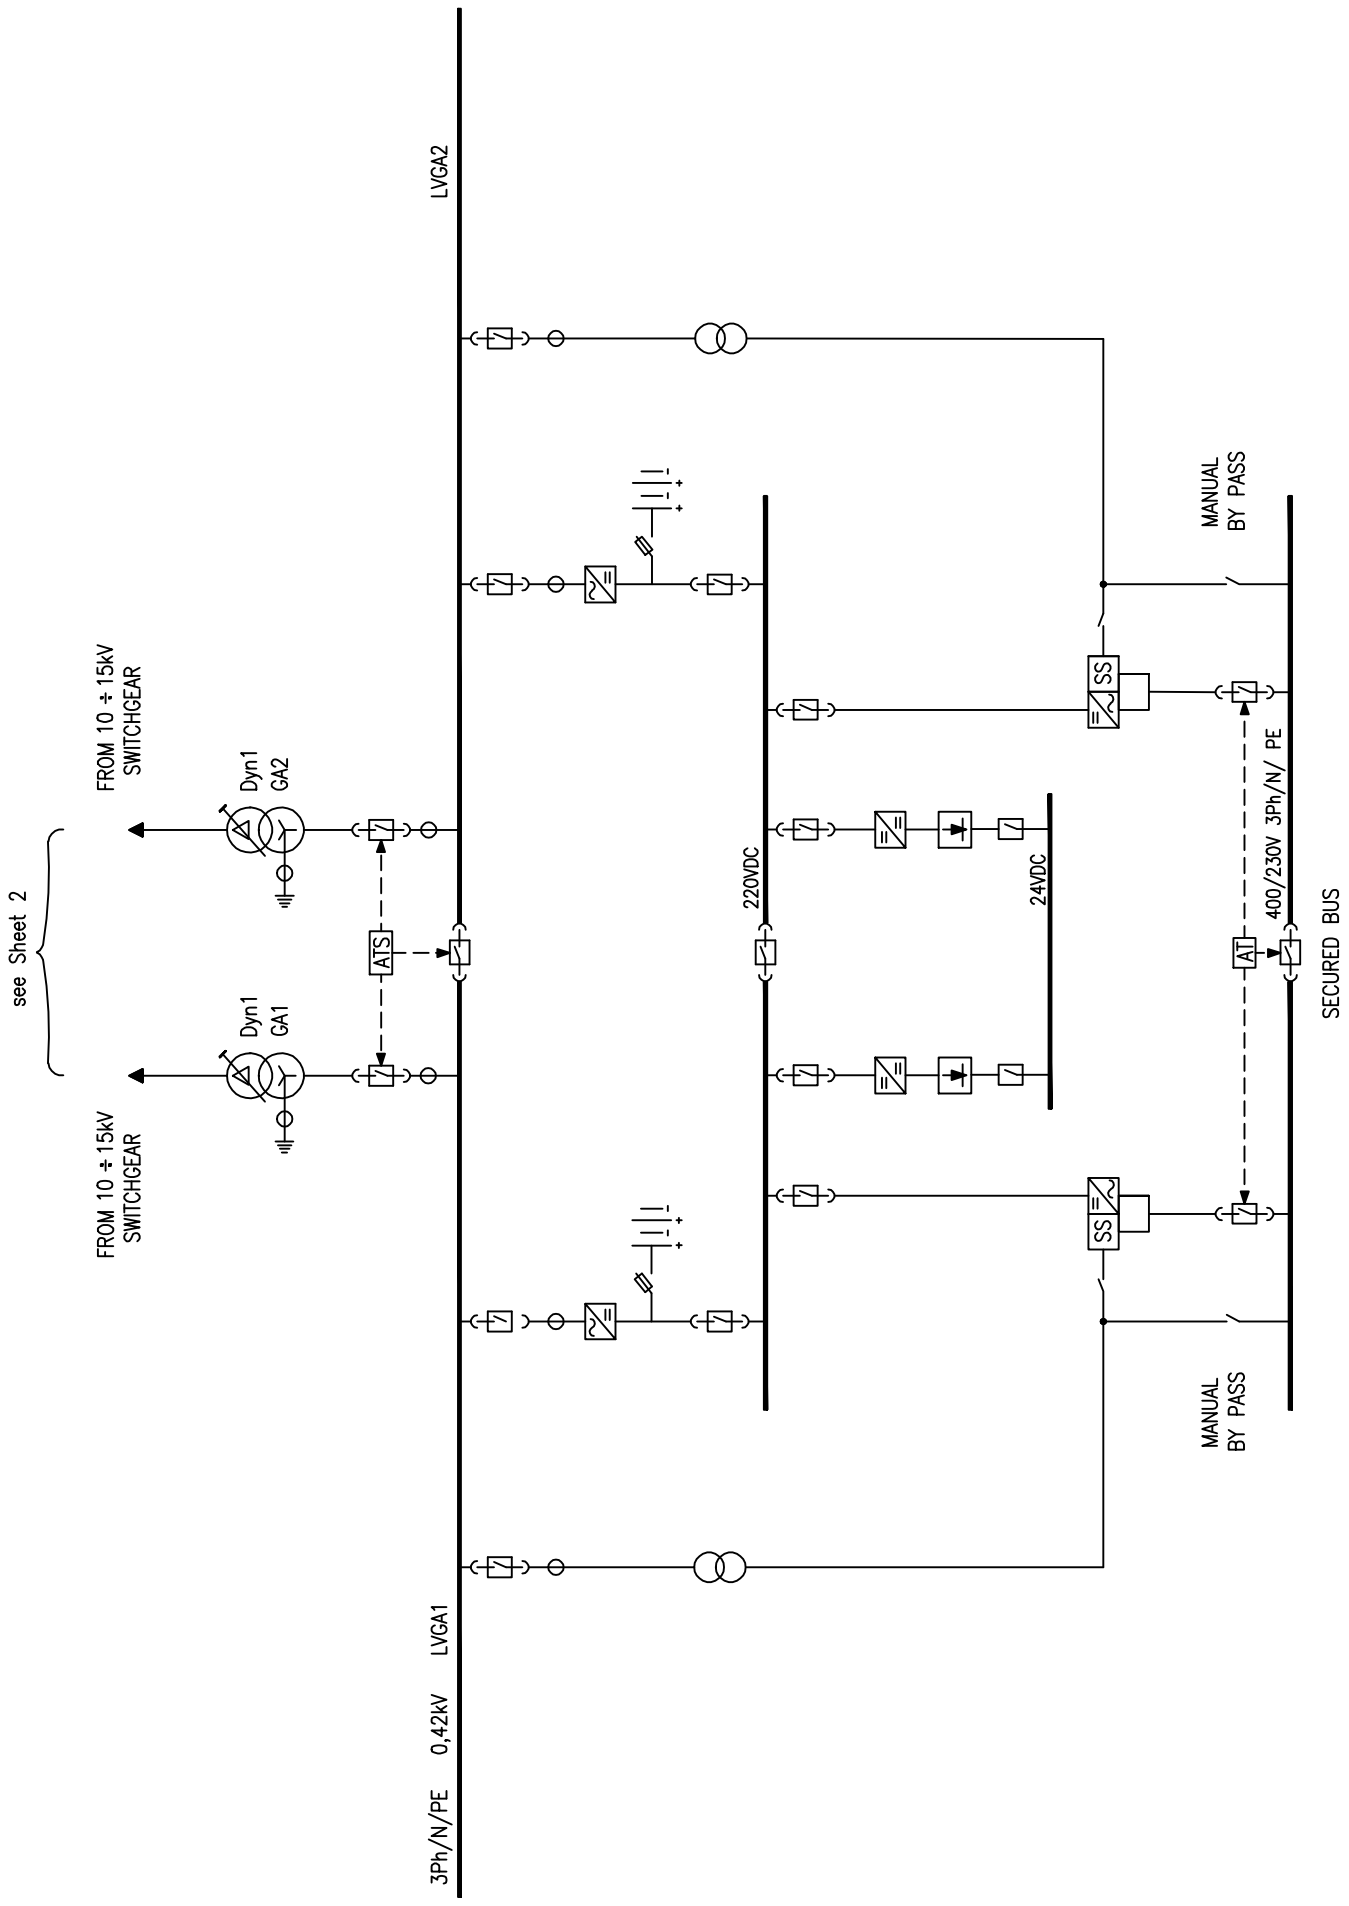 see Sheet 2
FROM 10 ÷ 15kV
SWITCHGEAR
FROM 10 ÷ 15kV
SWITCHGEAR
Dyn1
GA1
Dyn1
GA2
ATS
3Ph/N/PE
0,42kV
LVGA1
LVGA2
- +
- +
- +
- +
220VDC
24VDC
SS
SS
MANUAL
BY PASS
MANUAL
BY PASS
AT
400/230V 3Ph/N/ PE
SECURED BUS